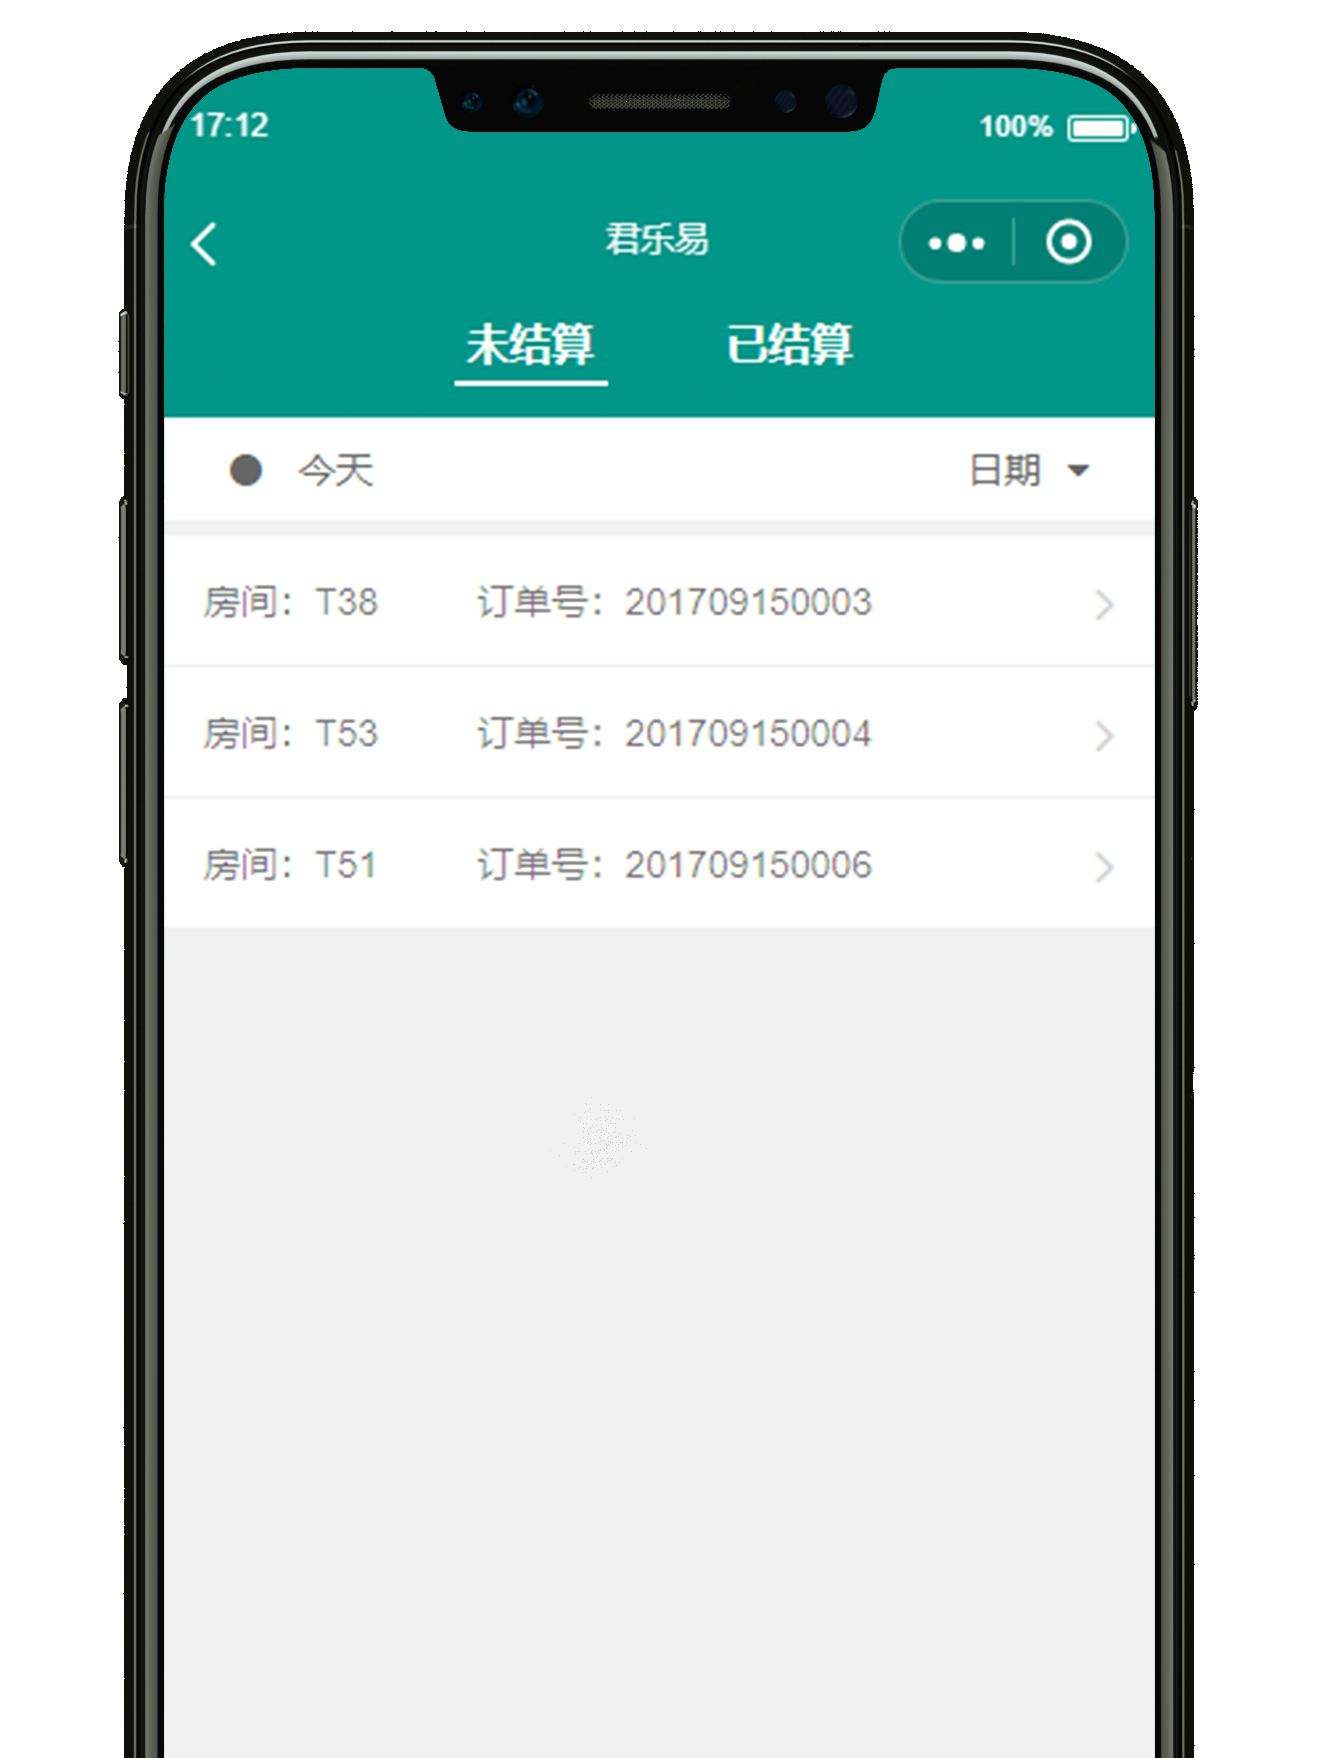 17:12 100%
君乐易
未结算 已结算
今天 日期
房间：T38 订单号：201709150003
房间：T53 订单号：201709150004
房间：T51 订单号：201709150006